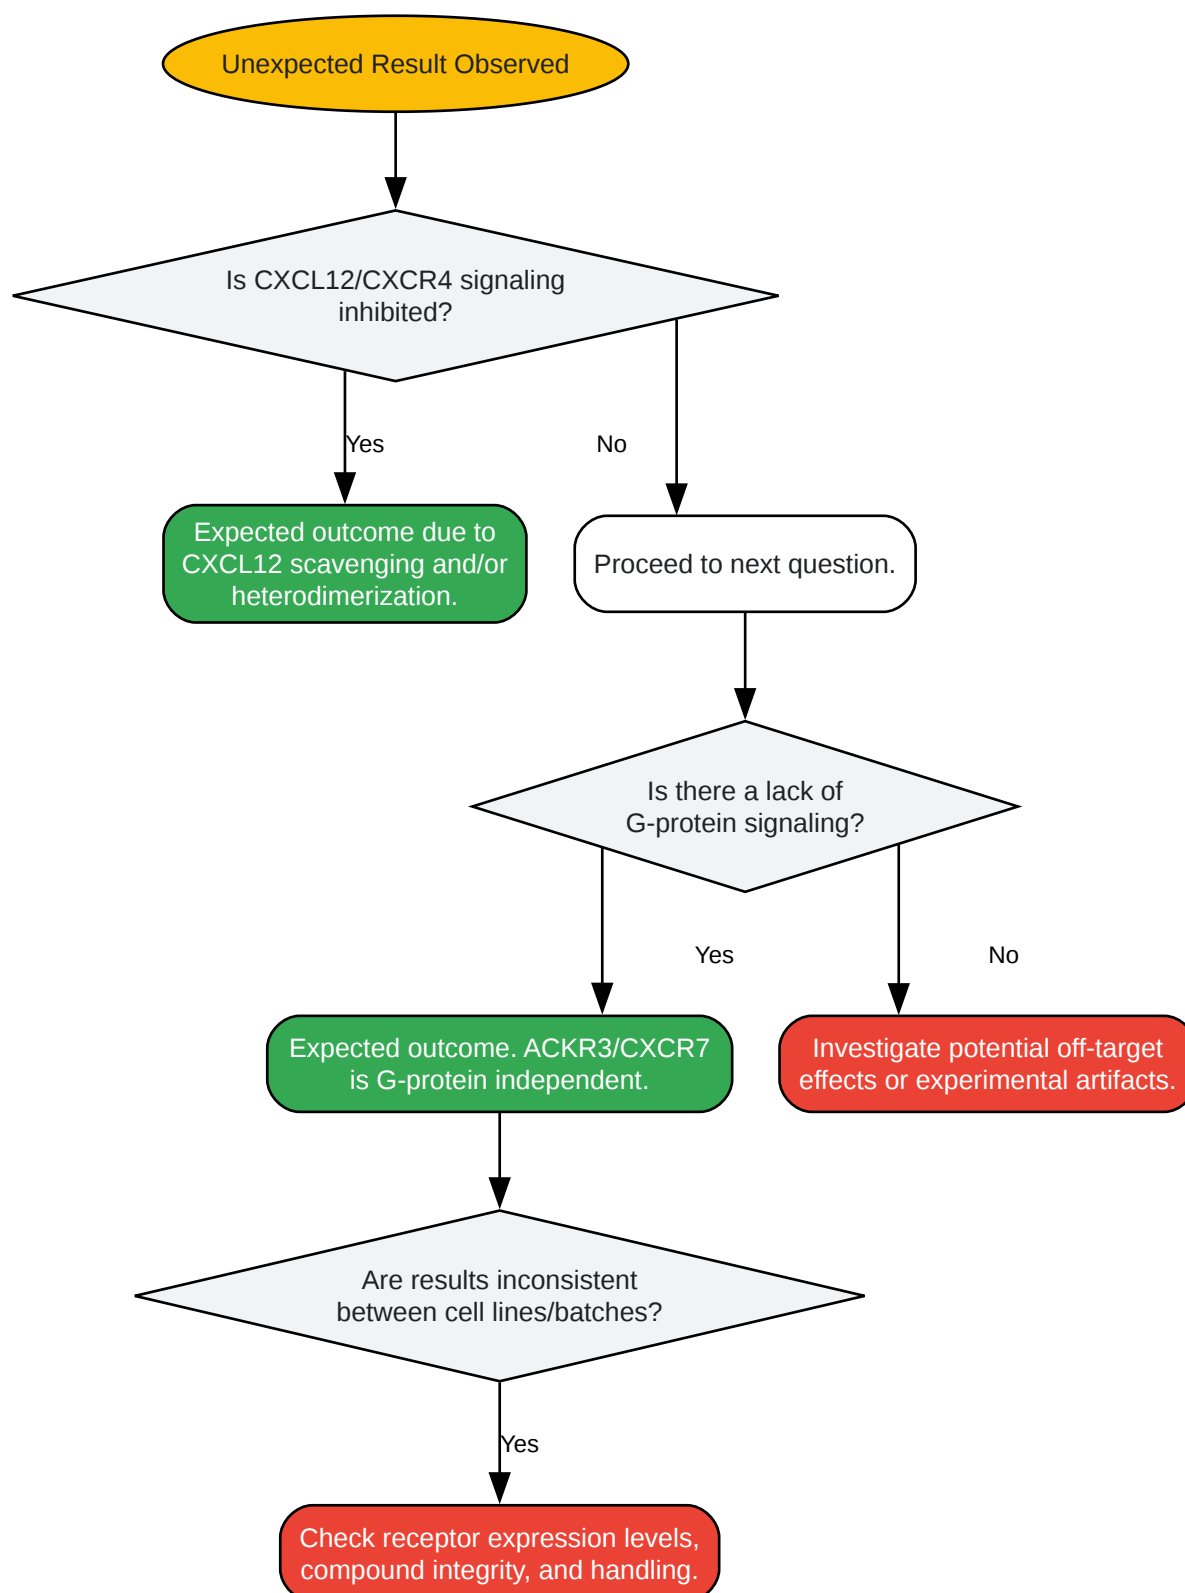 Unexpected Result Observed
Is CXCL12/CXCR4 signaling
inhibited?
Yes
No
Expected outcome due to
CXCL12 scavenging and/or
heterodimerization.
Proceed to next question.
Is there a lack of
G-protein signaling?
Yes
No
Expected outcome. ACKR3/CXCR7
is G-protein independent.
Investigate potential off-target
effects or experimental artifacts.
Are results inconsistent
between cell lines/batches?
Yes
Check receptor expression levels,
compound integrity, and handling.